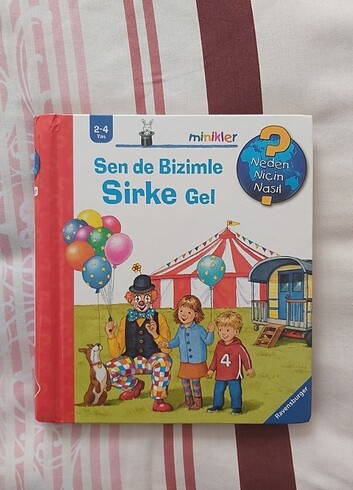 2-4
Yaş
minikler
Sen de Bizimle
Sirke Gel
?
Neden
Niçin
Nasıl
4
Ravensburger